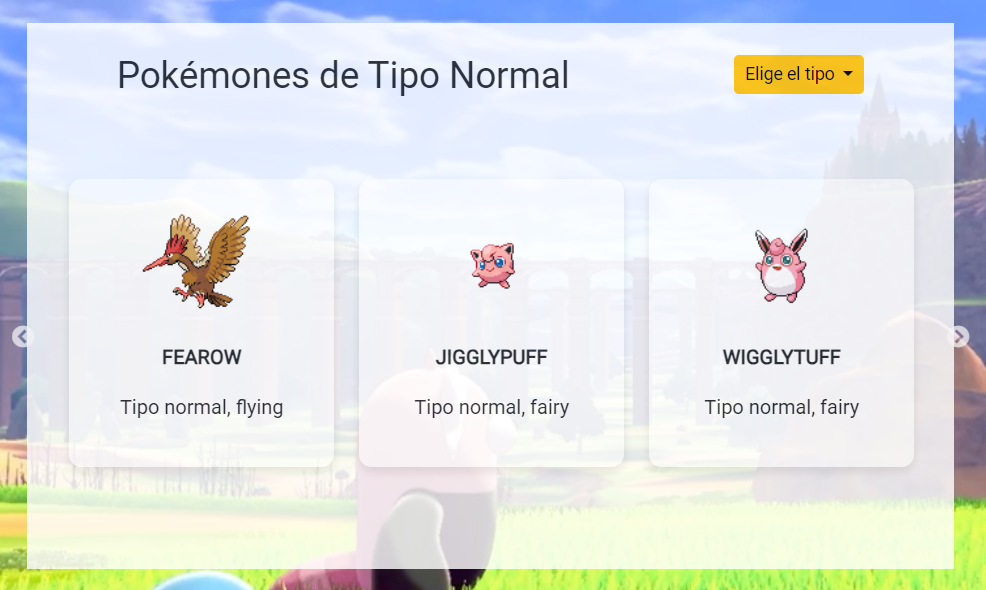 Pokémones de Tipo Normal
Elige el tipo
FEAROW
JIGGLYPUFF
WIGGLYTUFF
Tipo normal, flying
Tipo normal, fairy
Tipo normal, fairy